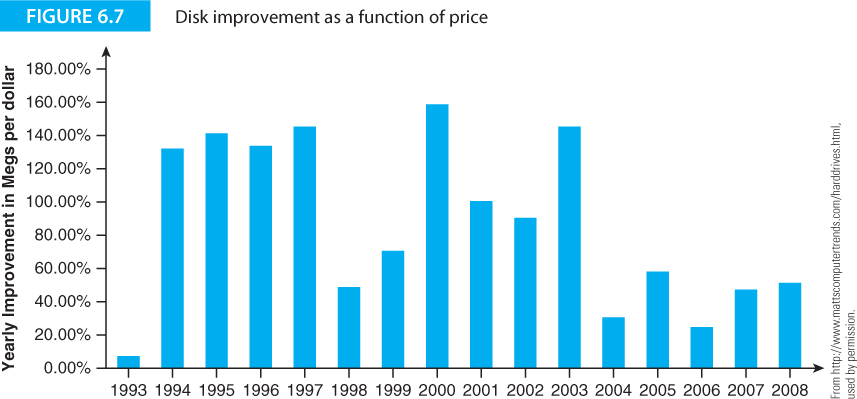 FIGURE 6.7
Disk improvement as a function of price
Yearly Improvement in Megs per dollar
180.00%
160.00%
140.00%
120.00%
100.00%
80.00%
60.00%
40.00%
20.00%
0.00%
1993 1994 1995 1996 1997 1998 1999 2000 2001 2002 2003 2004 2005 2006 2007 2008
From http://www.mattscomputertrends.com/harddrives.html,
used by permission.